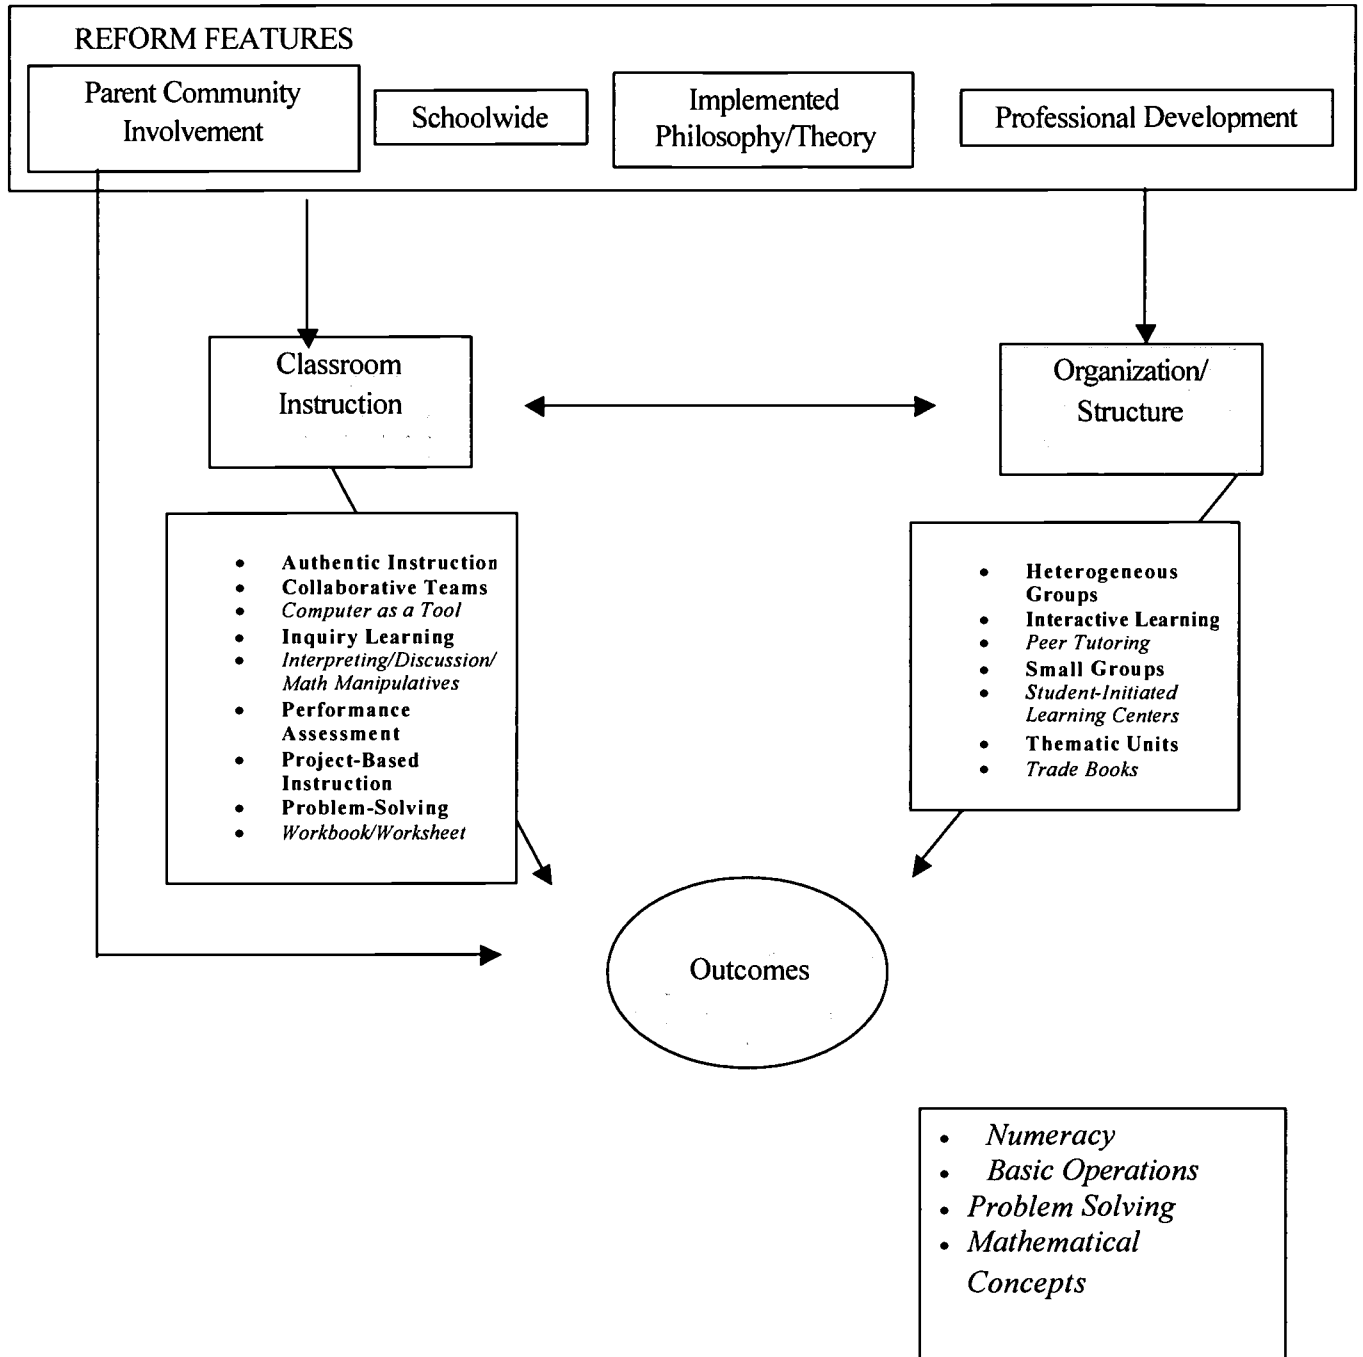 REFORM FEATURES
Parent Community
Involvement
Schoolwide
Implemented
Philosophy/Theory
Professional Development
Classroom
Instruction
Organization/
Structure
• Authentic Instruction
• Collaborative Teams
• Computer as a Tool
• Inquiry Learning
• Interpreting/Discussion/
Math Manipulatives
• Performance
Assessment
• Project-Based
Instruction
• Problem-Solving
• Workbook/Worksheet
• Heterogeneous
Groups
• Interactive Learning
• Peer Tutoring
• Small Groups
• Student-Initiated
Learning Centers
• Thematic Units
• Trade Books
Outcomes
• Numeracy
• Basic Operations
• Problem Solving
• Mathematical
Concepts